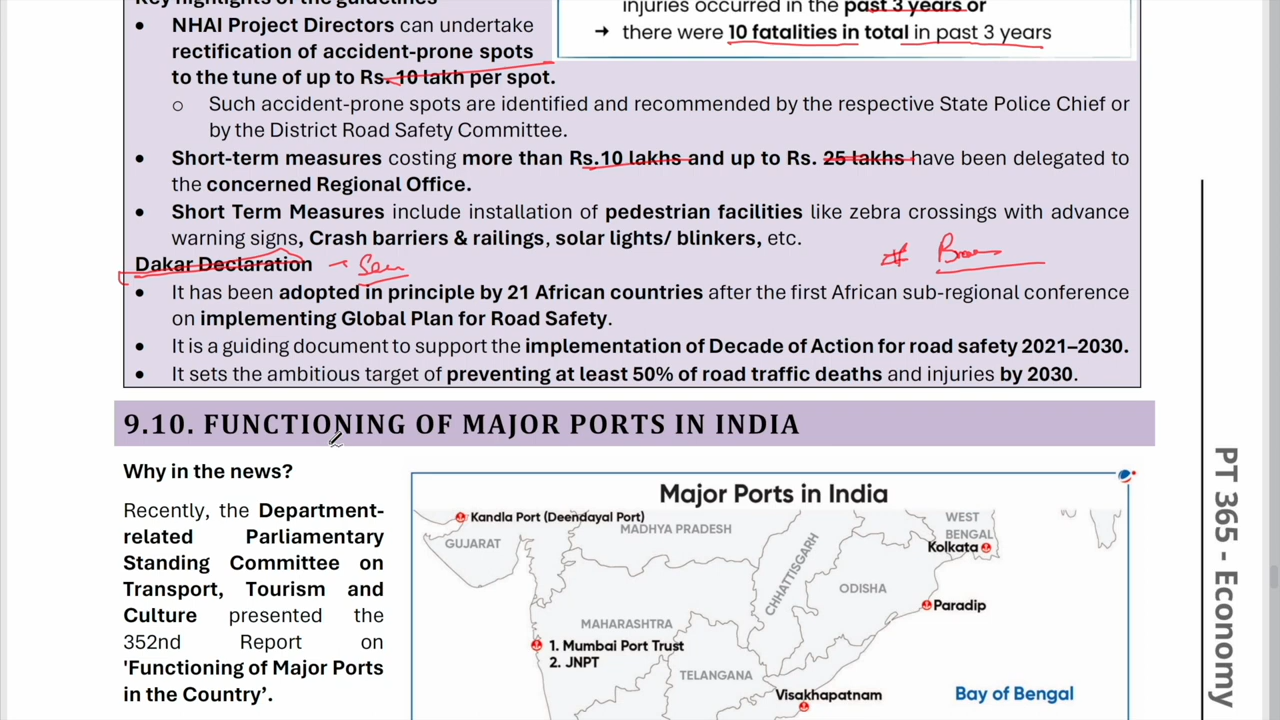 Key highlights of the guidelines
• NHAI Project Directors can undertake
rectification of accident-prone spots
to the tune of up to Rs. 10 lakh per spot.
injuries occurred in the past 3 years or
→ there were 10 fatalities in total in past 3 years
o Such accident-prone spots are identified and recommended by the respective State Police Chief or
by the District Road Safety Committee.
• Short-term measures costing more than Rs.10 lakhs and up to Rs. 25 lakhs have been delegated to
the concerned Regional Office.
• Short Term Measures include installation of pedestrian facilities like zebra crossings with advance
warning signs, Crash barriers & railings, solar lights/ blinkers, etc.
Dakar Declaration
• It has been adopted in principle by 21 African countries after the first African sub-regional conference
on implementing Global Plan for Road Safety.
• It is a guiding document to support the implementation of Decade of Action for road safety 2021–2030.
• It sets the ambitious target of preventing at least 50% of road traffic deaths and injuries by 2030.
9.10. FUNCTIONING OF MAJOR PORTS IN INDIA
Why in the news?
Recently, the Department-
related Parliamentary
Standing Committee on
Transport, Tourism and
Culture presented the
352nd Report on
'Functioning of Major Ports
in the Country’.
Major Ports in India
Kandla Port (Deendayal Port)
GUJARAT
MADHYA PRADESH
CHHATTISGARH
WEST
BENGAL
Kolkata
ODISHA
Paradip
MAHARASHTRA
1. Mumbai Port Trust
2. JNPT
TELANGANA
Visakhapatnam
Bay of Bengal
PT 365 - Economy